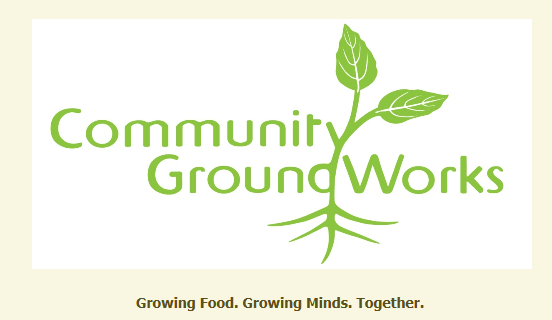 Community
GroundWorks
Growing Food. Growing Minds. Together.